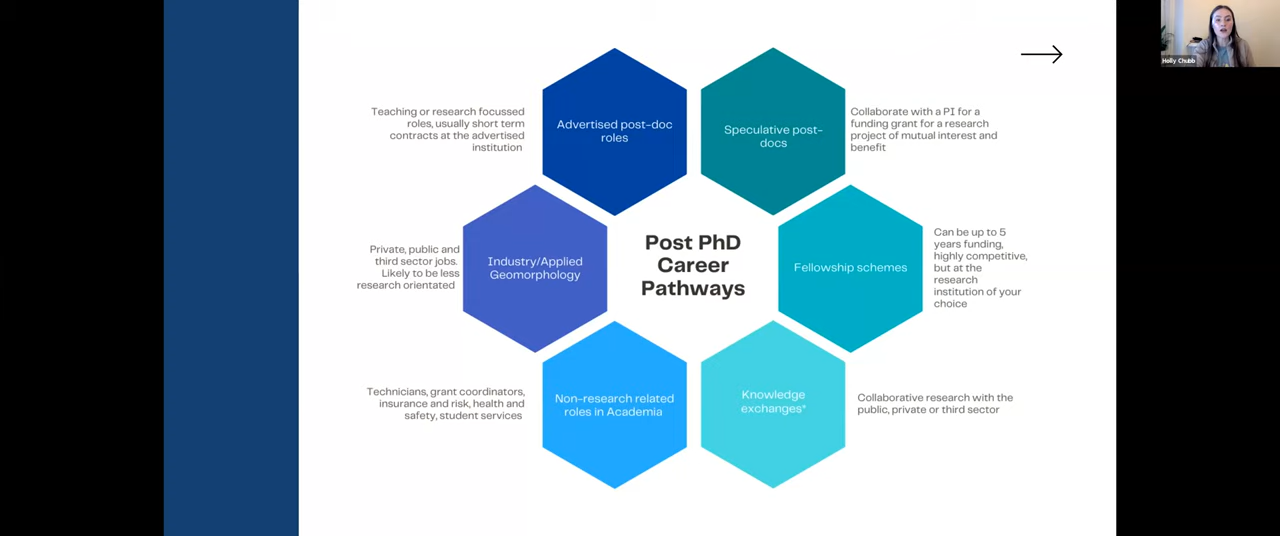 Holly Chubb
Post PhD
Career
Pathways
Advertised post-doc
roles
Teaching or research focussed
roles, usually short term
contracts at the advertised
institution
Speculative post-
docs
Collaborate with a PI for a
funding grant for a research
project of mutual interest and
benefit
Industry/Applied
Geomorphology
Private, public and
third sector jobs.
Likely to be less
research orientated
Fellowship schemes
Can be up to 5
years funding,
highly competitive,
but at the
research
institution of your
choice
Non-research related
roles in Academia
Technicians, grant coordinators,
insurance and risk, health and
safety, student services
Knowledge
exchanges*
Collaborative research with the
public, private or third sector